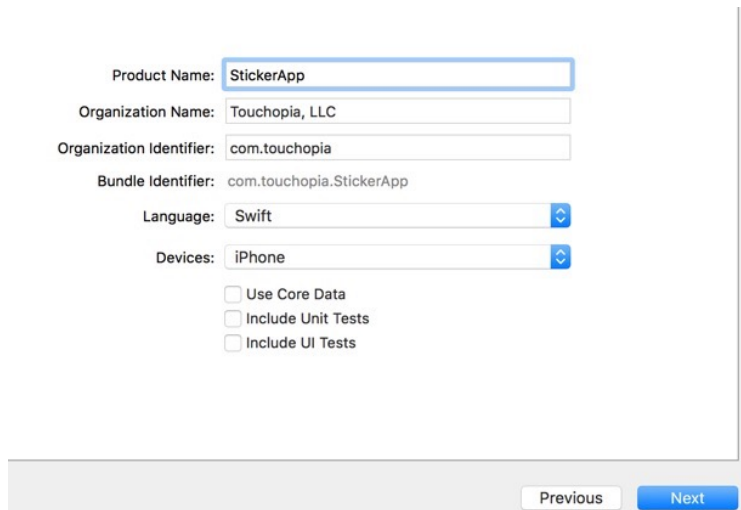 Product Name: StickerApp
Organization Name: Touchopia, LLC
Organization Identifier: com.touchopia
Bundle Identifier: com.touchopia.StickerApp
Language: Swift
Devices: iPhone
Use Core Data
Include Unit Tests
Include UI Tests
Previous Next